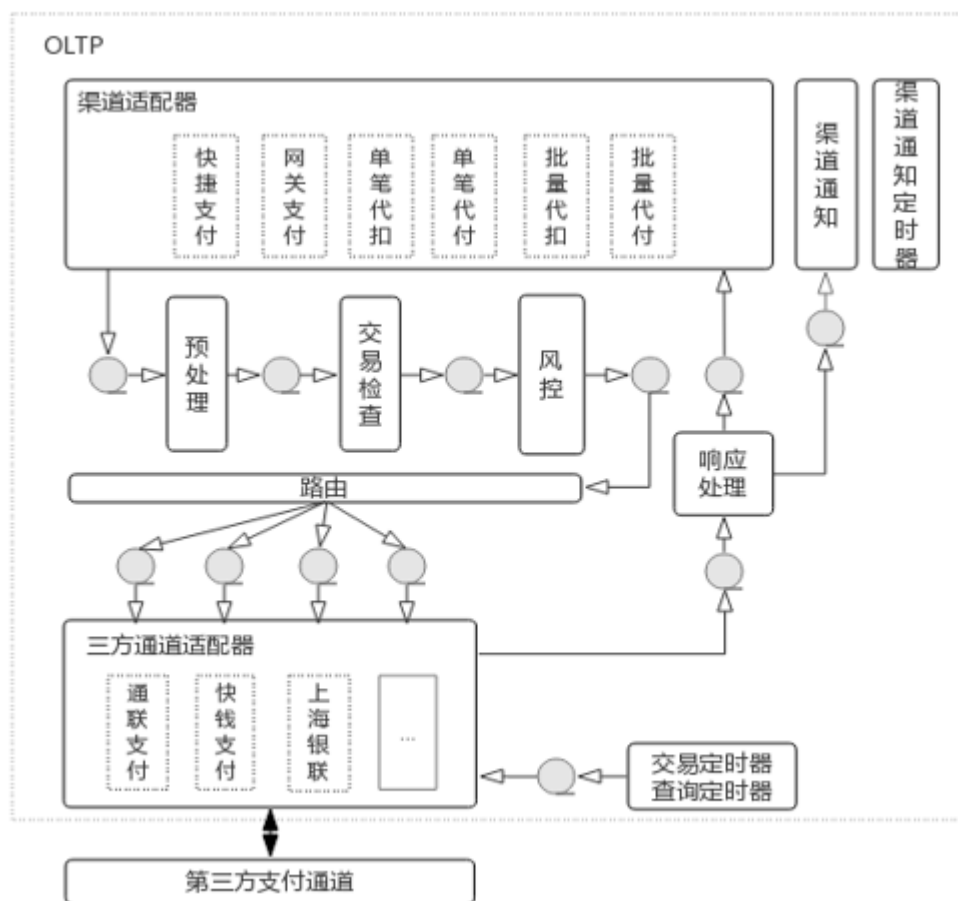 OLTP
渠道适配器
快捷支付
网关支付
单笔代扣
单笔代付
批量代扣
批量代付
渠道通知
渠道通知定时器
预处理
交易检查
风控
响应
处理
路由
三方通道适配器
通联支付
快钱支付
上海银联
...
交易定时器
查询定时器
第三方支付通道